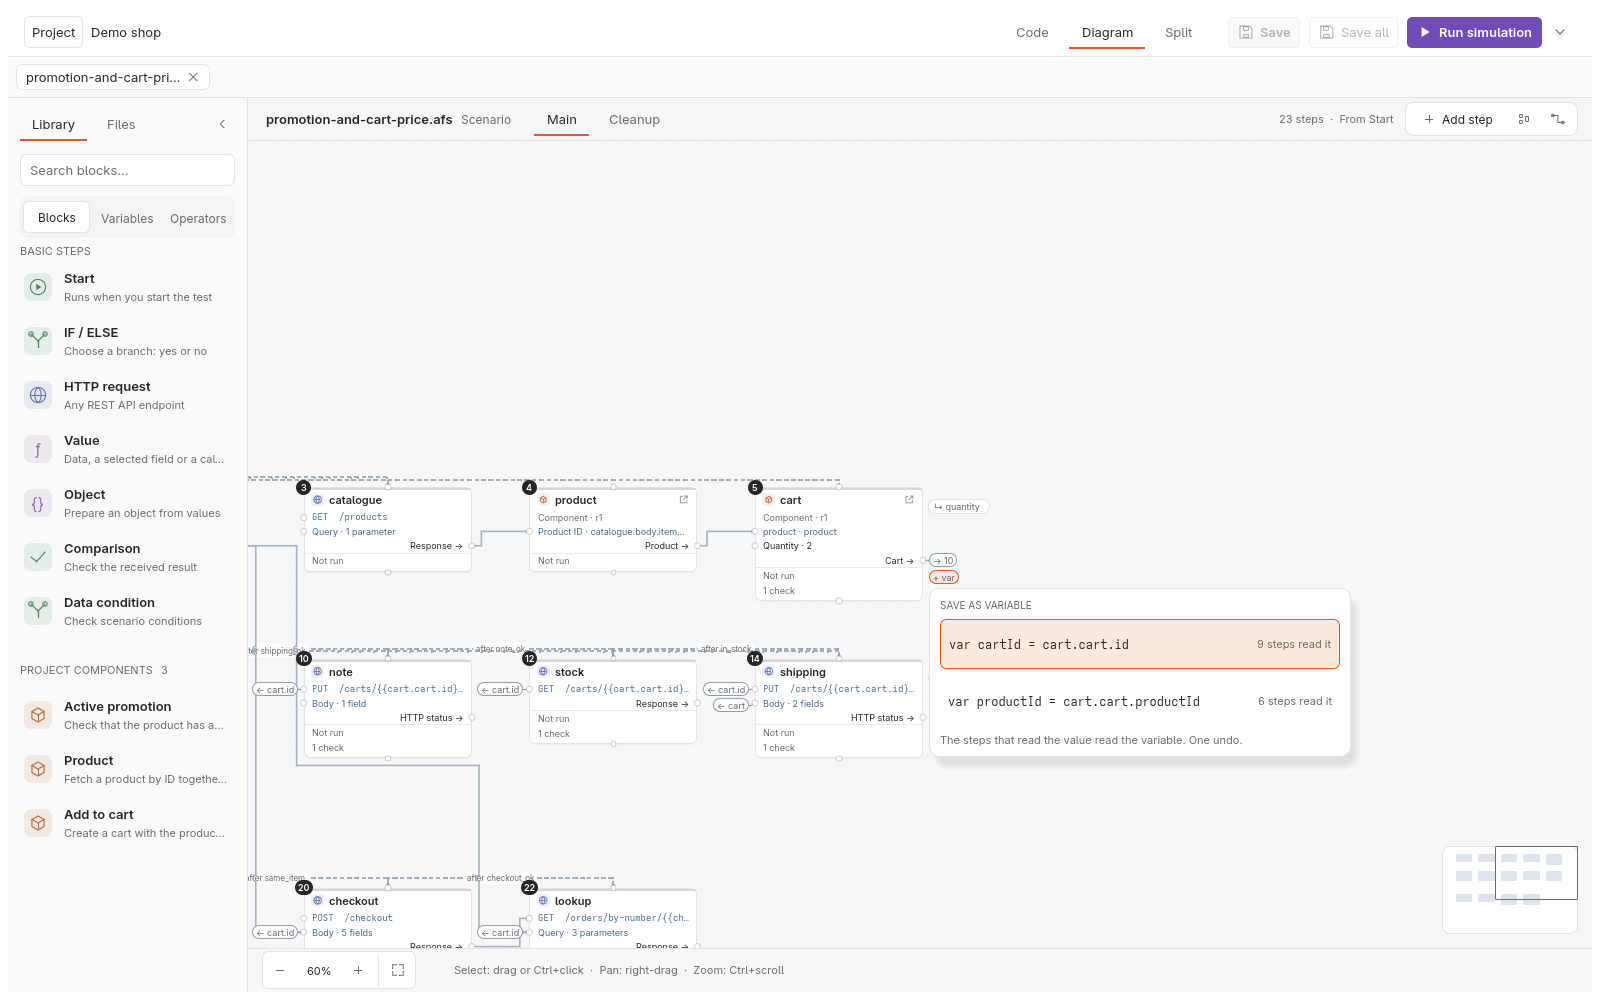 Project Demo shop Code Diagram Split Save Save all Run simulation
promotion-and-cart-pri...
Library Files
promotion-and-cart-price.afs Scenario Main Cleanup 23 steps · From Start + Add step
Search blocks...
Blocks Variables Operators
BASIC STEPS
Start
Runs when you start the test
IF / ELSE
Choose a branch: yes or no
HTTP request
Any REST API endpoint
Value
Data, a selected field or a cal...
Object
Prepare an object from values
Comparison
Check the received result
Data condition
Check scenario conditions
PROJECT COMPONENTS 3
Active promotion
Check that the product has a...
Product
Fetch a product by ID togethe...
Add to cart
Create a cart with the produc...
3 catalogue
GET /products
Query · 1 parameter
Response →
Not run
4 product
Component · r1
Product ID · catalogue.body.item...
Product →
Not run
5 cart
Component · r1
product · product
Quantity · 2
Cart →
Not run
1 check
↳ quantity
→ 10
+ var
SAVE AS VARIABLE
var cartId = cart.cart.id 9 steps read it
var productId = cart.cart.productId 6 steps read it
The steps that read the value read the variable. One undo.
after note_ok
after in_stock
10 note
← cart.id
PUT /carts/{{cart.cart.id}...
Body · 1 field
HTTP status →
Not run
1 check
12 stock
← cart.id
GET /carts/{{cart.cart.id}...
Response →
Not run
1 check
14 shipping
← cart.id
← cart
PUT /carts/{{cart.cart.id}...
Body · 2 fields
HTTP status →
Not run
1 check
after same_item
after checkout_ok
20 checkout
POST /checkout
← cart.id
Body · 5 fields
Response →
22 lookup
GET /orders/by-number/{{ch...
← cart.id
Query · 3 parameters
Response →
− 60% + Select: drag or Ctrl+click · Pan: right-drag · Zoom: Ctrl+scroll